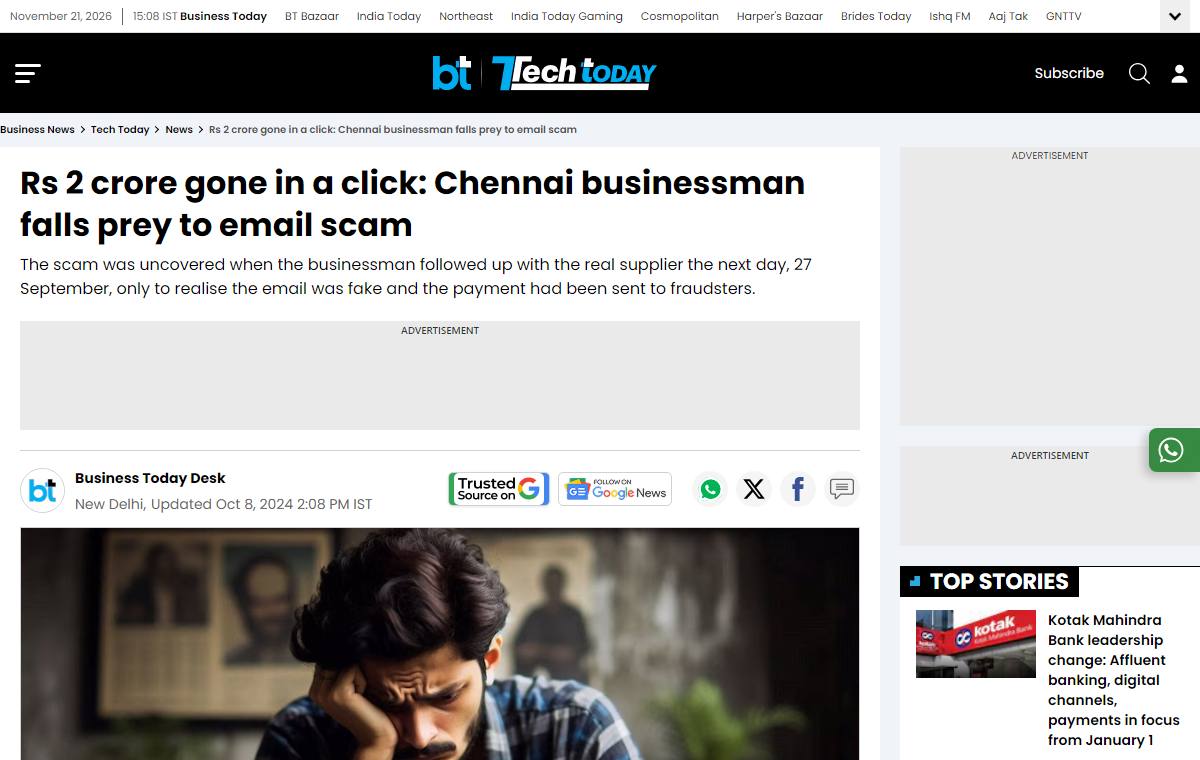 November 21, 2026 15:08 IST Business Today BT Bazaar India Today Northeast India Today Gaming Cosmopolitan Harper's Bazaar Brides Today Ishq FM Aaj Tak GNTTV
bt Tech today Subscribe
Business News > Tech Today > News > Rs 2 crore gone in a click: Chennai businessman falls prey to email scam
Rs 2 crore gone in a click: Chennai businessman
falls prey to email scam
The scam was uncovered when the businessman followed up with the real supplier the next day, 27
September, only to realise the email was fake and the payment had been sent to fraudsters.
ADVERTISEMENT
bt
Business Today Desk
New Delhi, Updated Oct 8, 2024 2:08 PM IST
Trusted
Source on G
FOLLOW ON
Google News
ADVERTISEMENT
ADVERTISEMENT
TOP STORIES
kotak
Kotak Mahindra Bank
Kotak Mahindra
Bank leadership
change: Affluent
banking, digital
channels,
payments in focus
from January 1